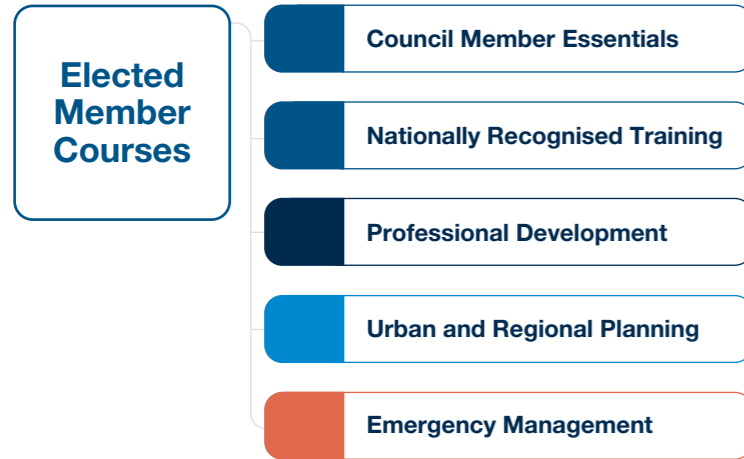 Elected
Member
Courses
Council Member Essentials
Nationally Recognised Training
Professional Development
Urban and Regional Planning
Emergency Management